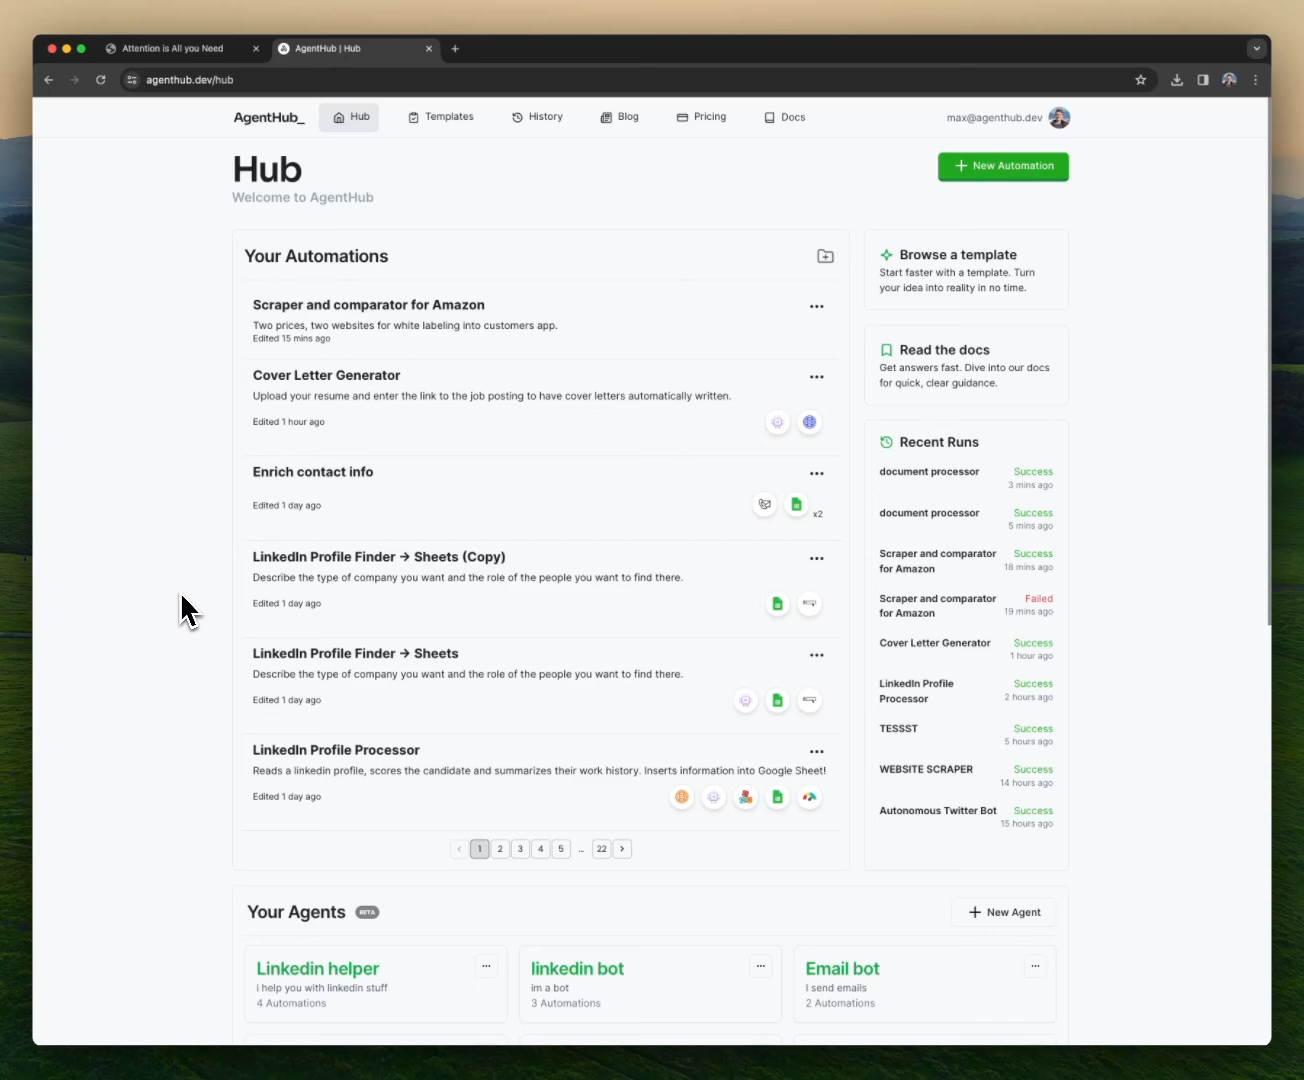 Attention is All you Need
AgentHub | Hub
agenthub.dev/hub
AgentHub_
Hub
Templates
History
Blog
Pricing
Docs
max@agenthub.dev
Hub
Welcome to AgentHub
New Automation
Your Automations
Scraper and comparator for Amazon
Two prices, two websites for white labeling into customers app.
Edited 15 mins ago
Cover Letter Generator
Upload your resume and enter the link to the job posting to have cover letters automatically written.
Edited 1 hour ago
Enrich contact info
Edited 1 day ago
x2
LinkedIn Profile Finder → Sheets (Copy)
Describe the type of company you want and the role of the people you want to find there.
Edited 1 day ago
LinkedIn Profile Finder → Sheets
Describe the type of company you want and the role of the people you want to find there.
Edited 1 day ago
LinkedIn Profile Processor
Reads a linkedin profile, scores the candidate and summarizes their work history. Inserts information into Google Sheet!
Edited 1 day ago
< 1 2 3 4 5 ... 22 >
Browse a template
Start faster with a template. Turn
your idea into reality in no time.
Read the docs
Get answers fast. Dive into our docs
for quick, clear guidance.
Recent Runs
document processor Success
3 mins ago
document processor Success
5 mins ago
Scraper and comparator Success
for Amazon 18 mins ago
Scraper and comparator Failed
for Amazon 19 mins ago
Cover Letter Generator Success
1 hour ago
LinkedIn Profile Success
Processor 2 hours ago
TESSST Success
5 hours ago
WEBSITE SCRAPER Success
14 hours ago
Autonomous Twitter Bot Success
15 hours ago
Your Agents BETA
New Agent
Linkedin helper
i help you with linkedin stuff
4 Automations
linkedin bot
im a bot
3 Automations
Email bot
I send emails
2 Automations